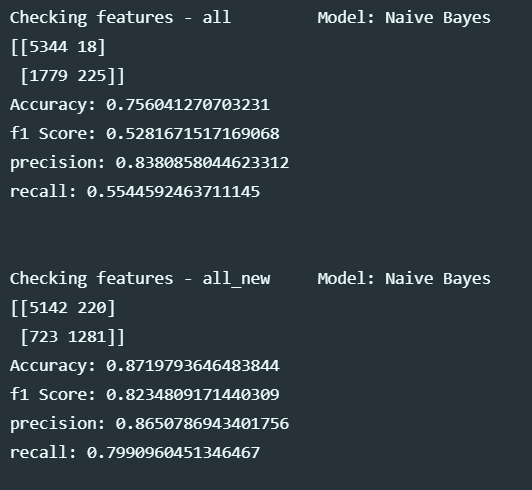 Checking features - all Model: Naive Bayes
[[5344 18]
[1779 225]]
Accuracy: 0.756041270703231
f1 Score: 0.5281671517169068
precision: 0.8380858044623312
recall: 0.5544592463711145
Checking features - all_new Model: Naive Bayes
[[5142 220]
[723 1281]]
Accuracy: 0.8719793646483844
f1 Score: 0.8234809171440309
precision: 0.8650786943401756
recall: 0.7990960451346467